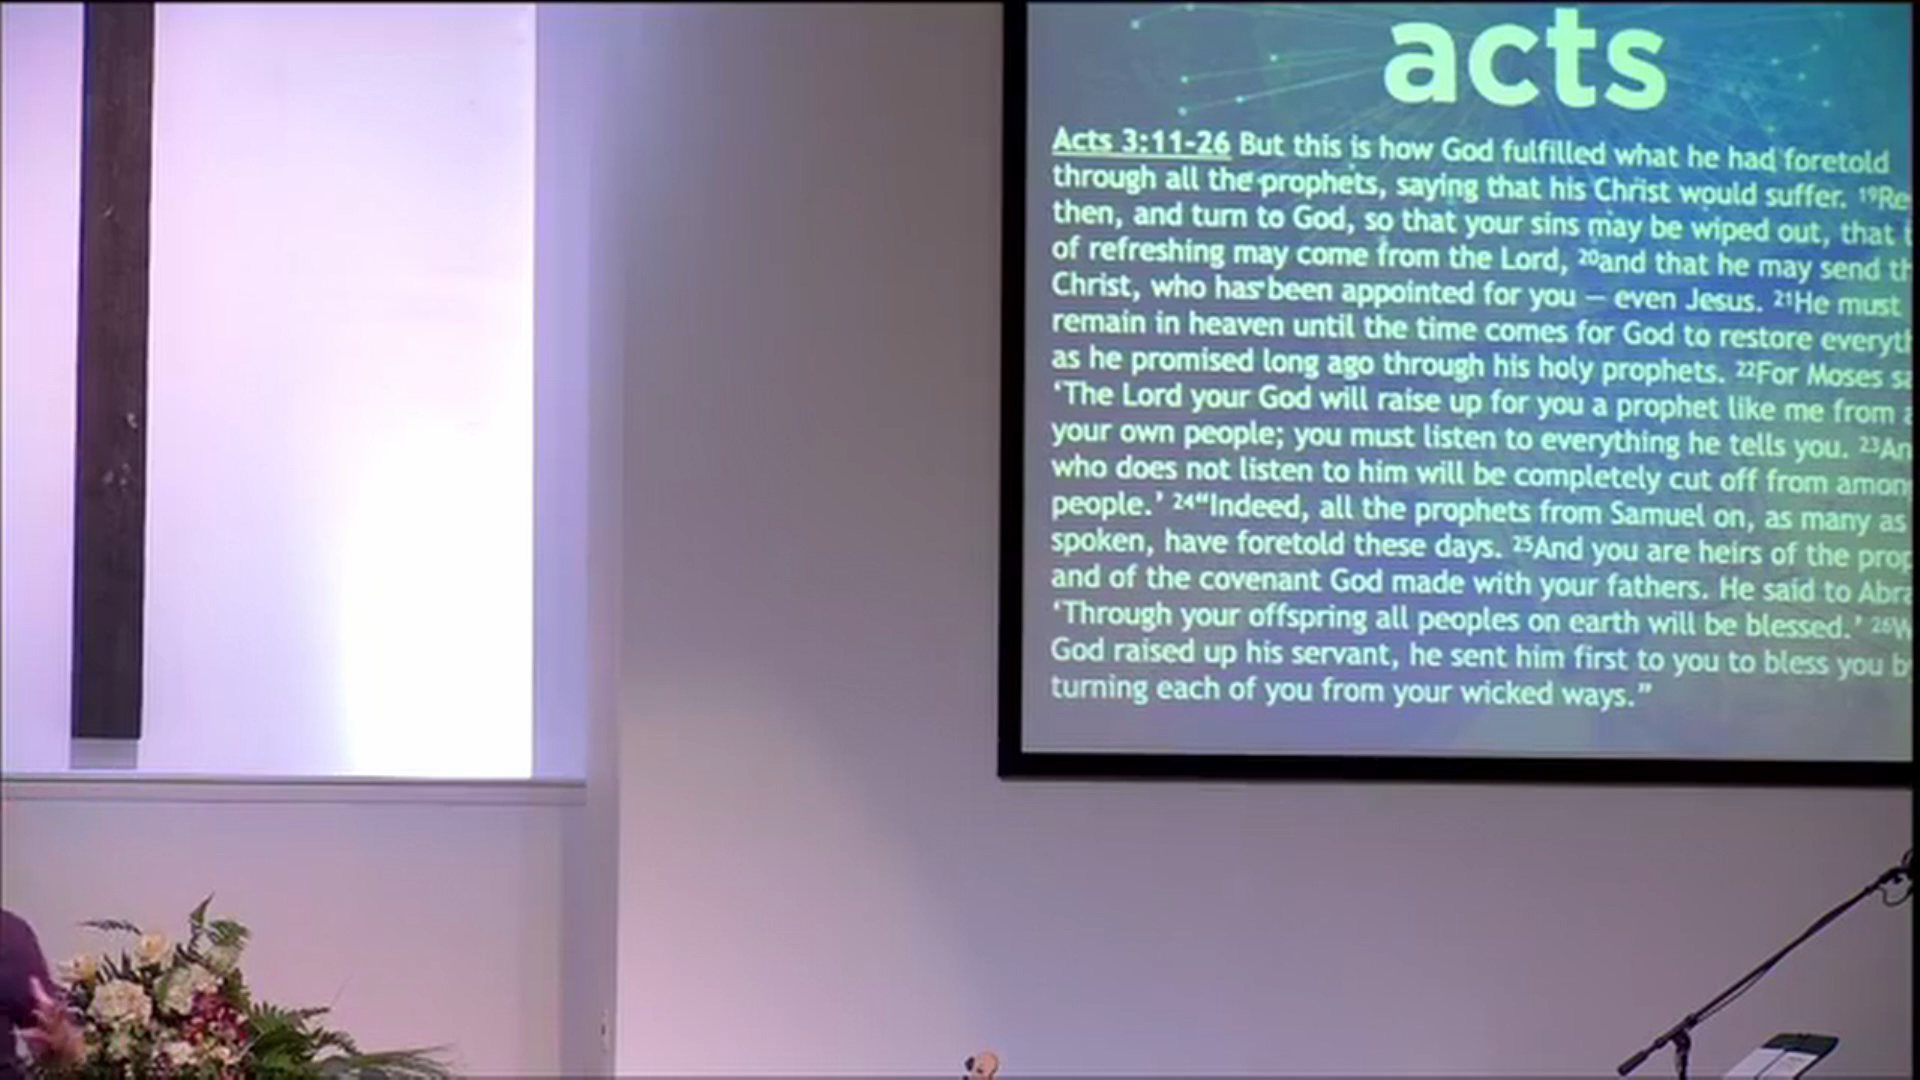 acts
Acts 3:11-26 But this is how God fulfilled what he had foretold
through all the prophets, saying that his Christ would suffer. ¹⁹Re
then, and turn to God, so that your sins may be wiped out, that t
of refreshing may come from the Lord, ²⁰and that he may send th
Christ, who has been appointed for you — even Jesus. ²¹He must
remain in heaven until the time comes for God to restore everyth
as he promised long ago through his holy prophets. ²²For Moses sa
‘The Lord your God will raise up for you a prophet like me from a
your own people; you must listen to everything he tells you. ²³An
who does not listen to him will be completely cut off from amon
people.’ ²⁴“Indeed, all the prophets from Samuel on, as many as
spoken, have foretold these days. ²⁵And you are heirs of the prop
and of the covenant God made with your fathers. He said to Abra
‘Through your offspring all peoples on earth will be blessed.’ ²⁶W
God raised up his servant, he sent him first to you to bless you b
turning each of you from your wicked ways.”